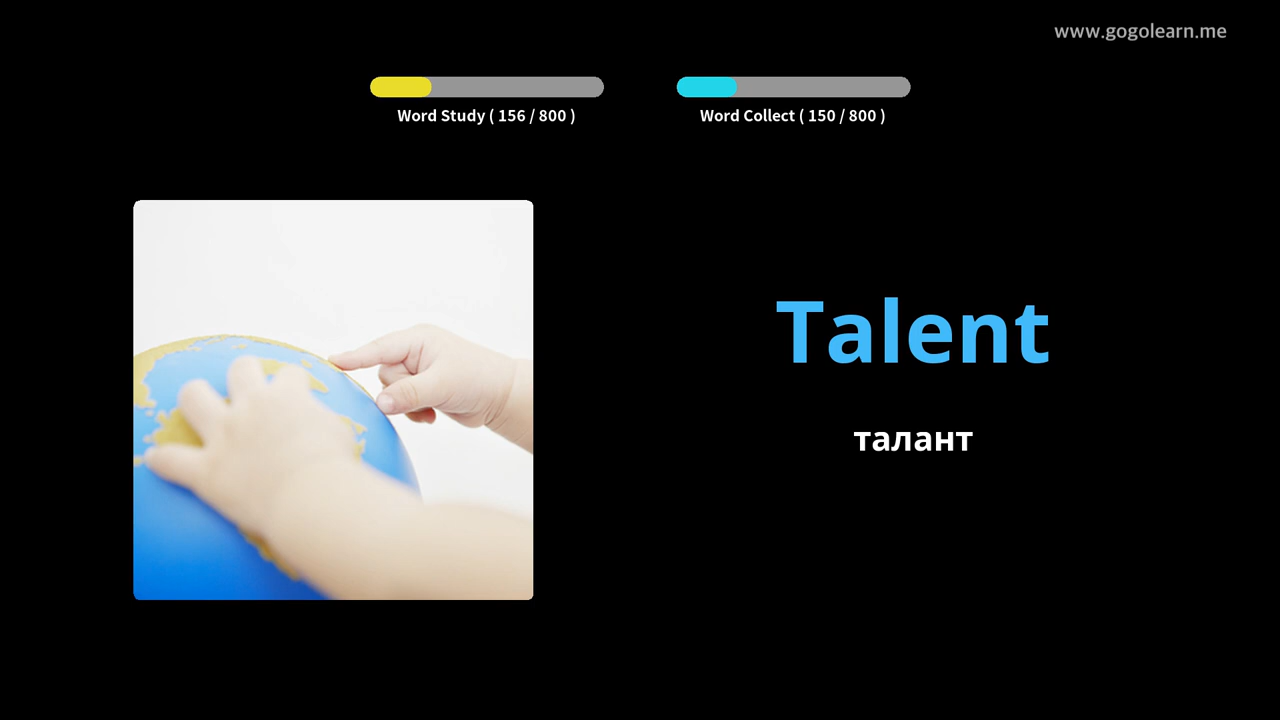 www.gogolearn.me
Word Study ( 156 / 800 )
Word Collect ( 150 / 800 )
Talent
талант